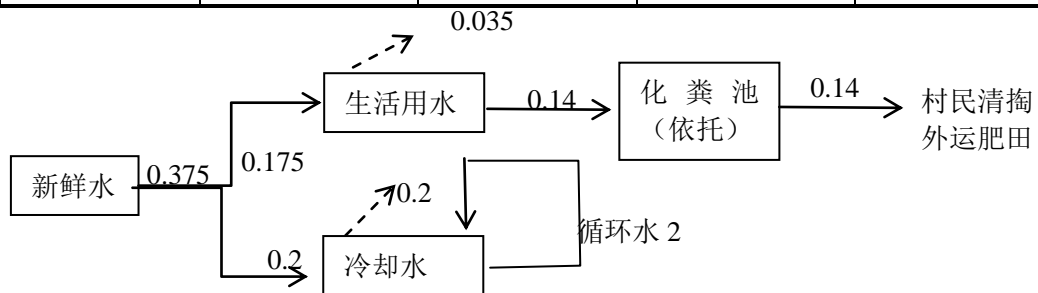 0.035
生活用水
0.14
化粪池
（依托）
0.14
村民清掏
外运肥田
新鲜水
0.375
0.175
0.2
循环水 2
0.2
冷却水